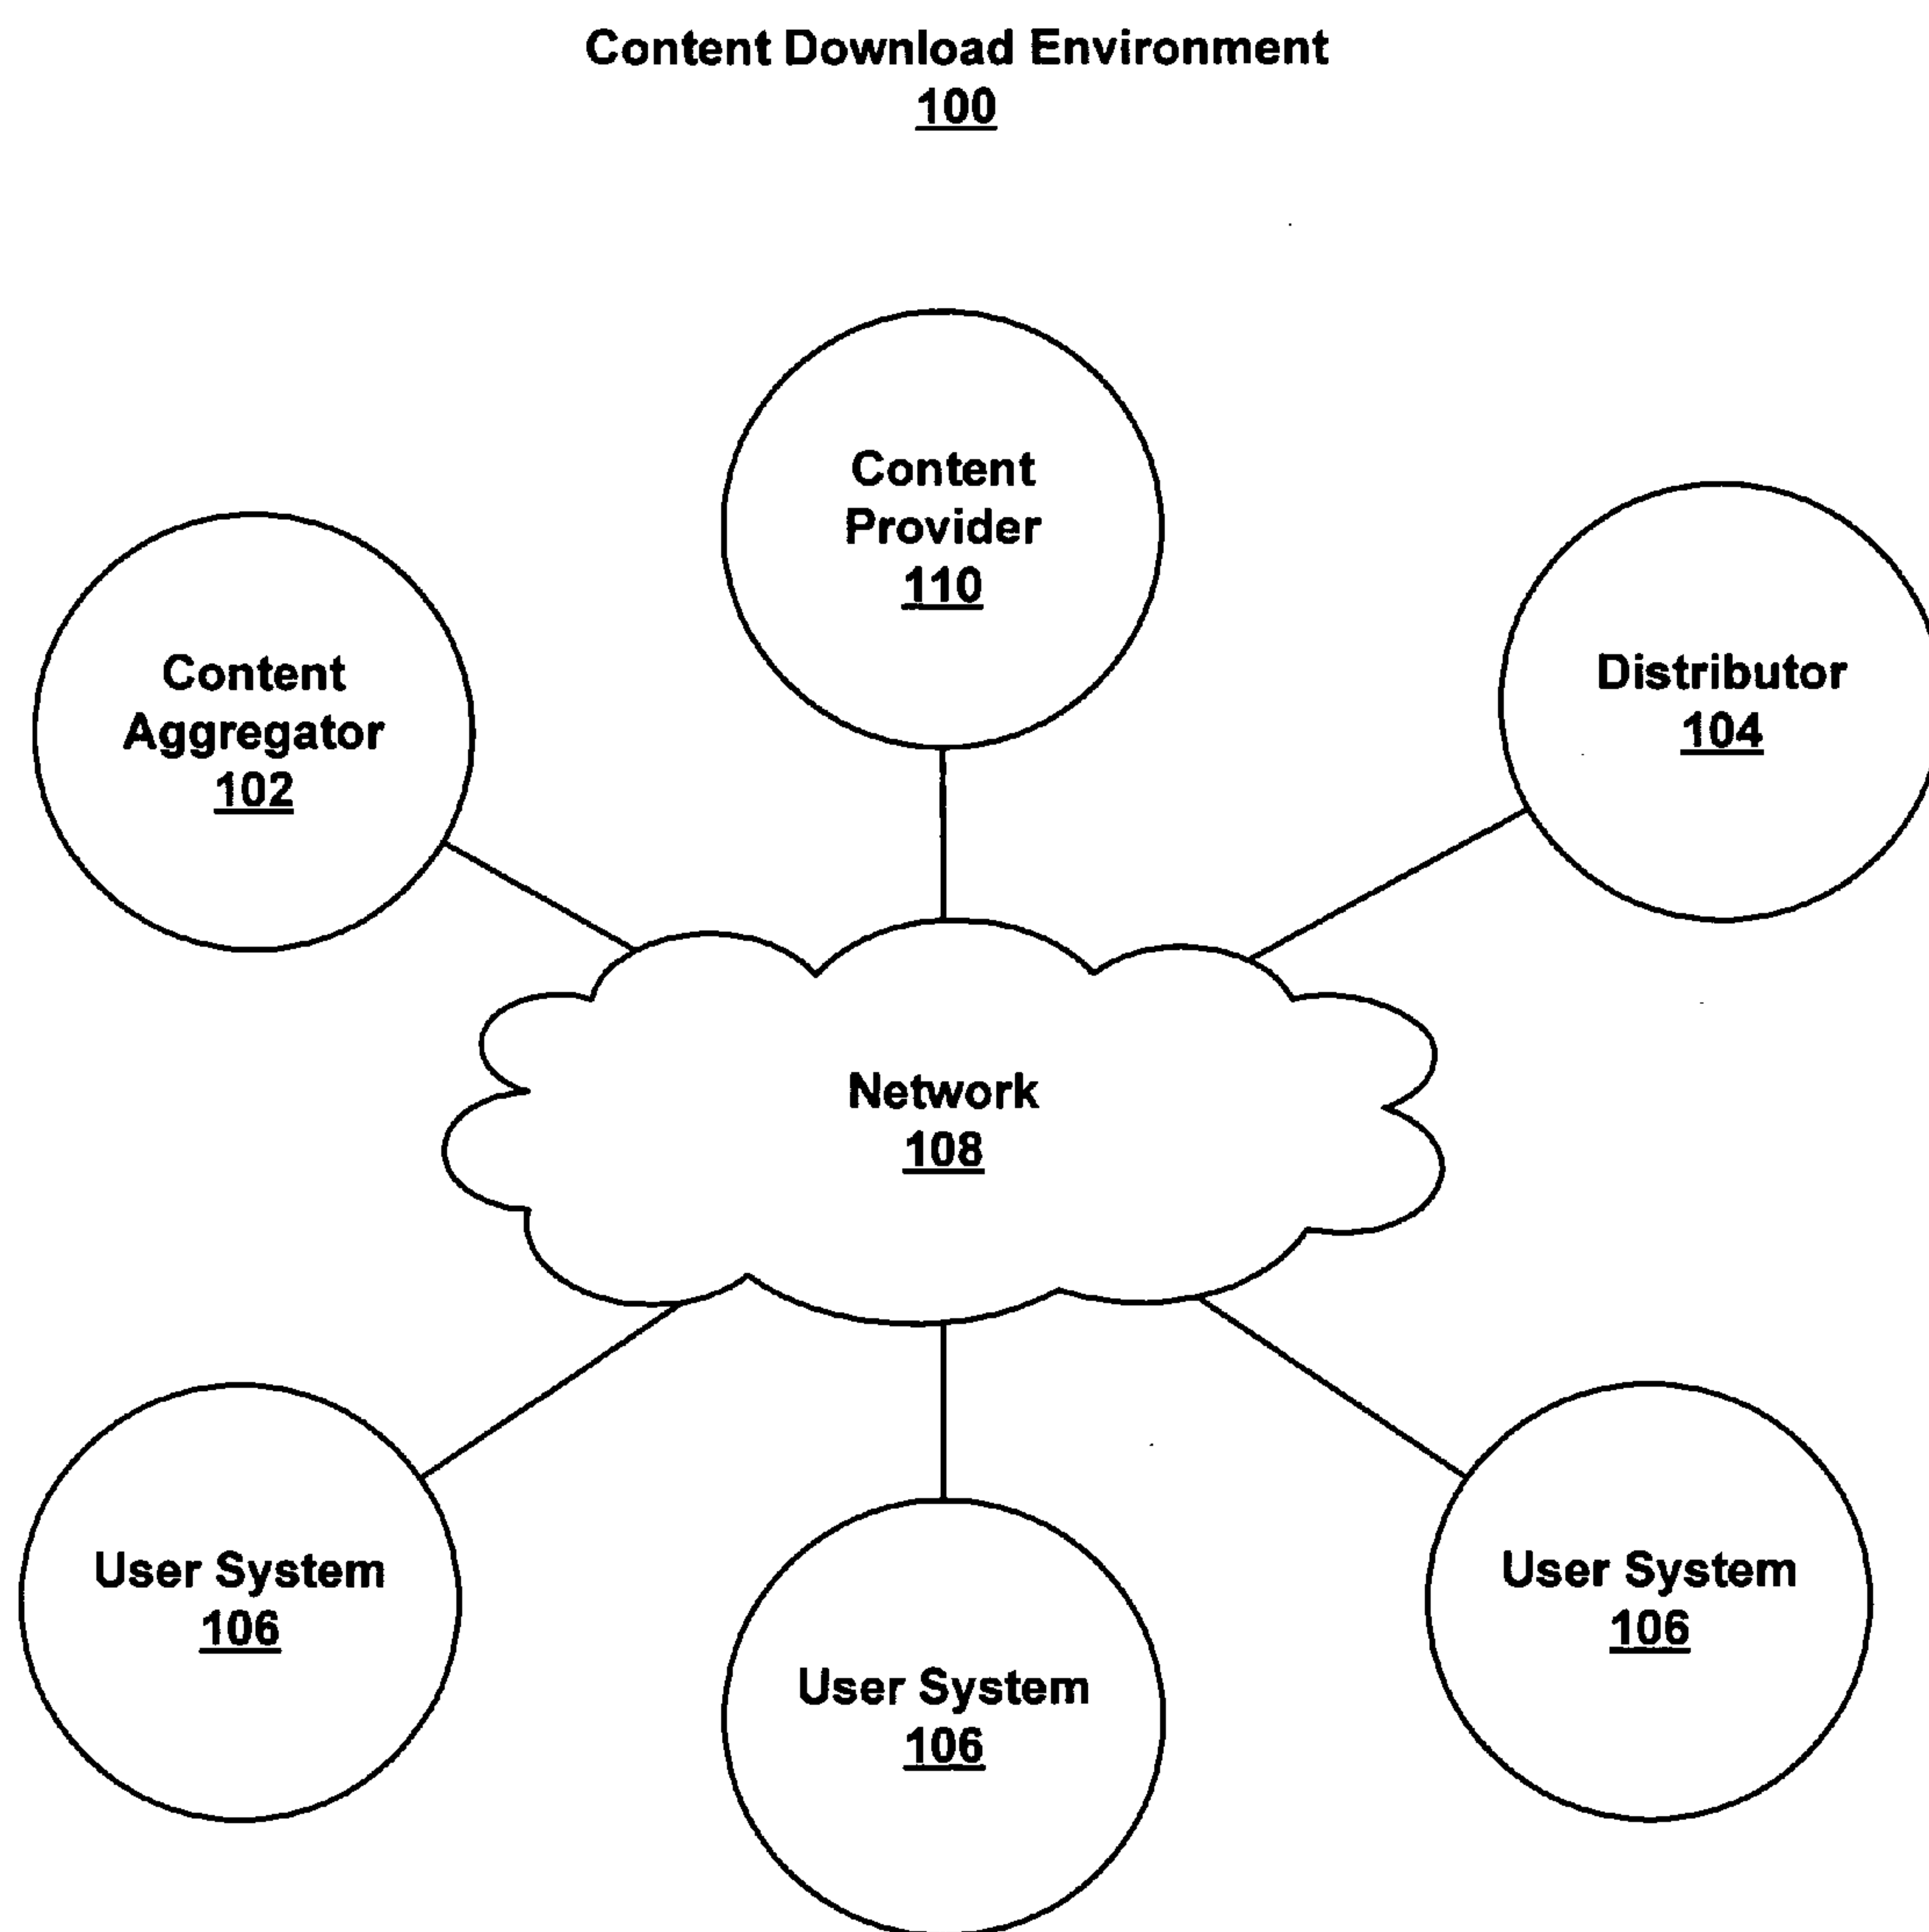 Content Download Environment
100
Content
Provider
110
Content
Aggregator
102
Distributor
104
Network
108
User System
106
User System
106
User System
106